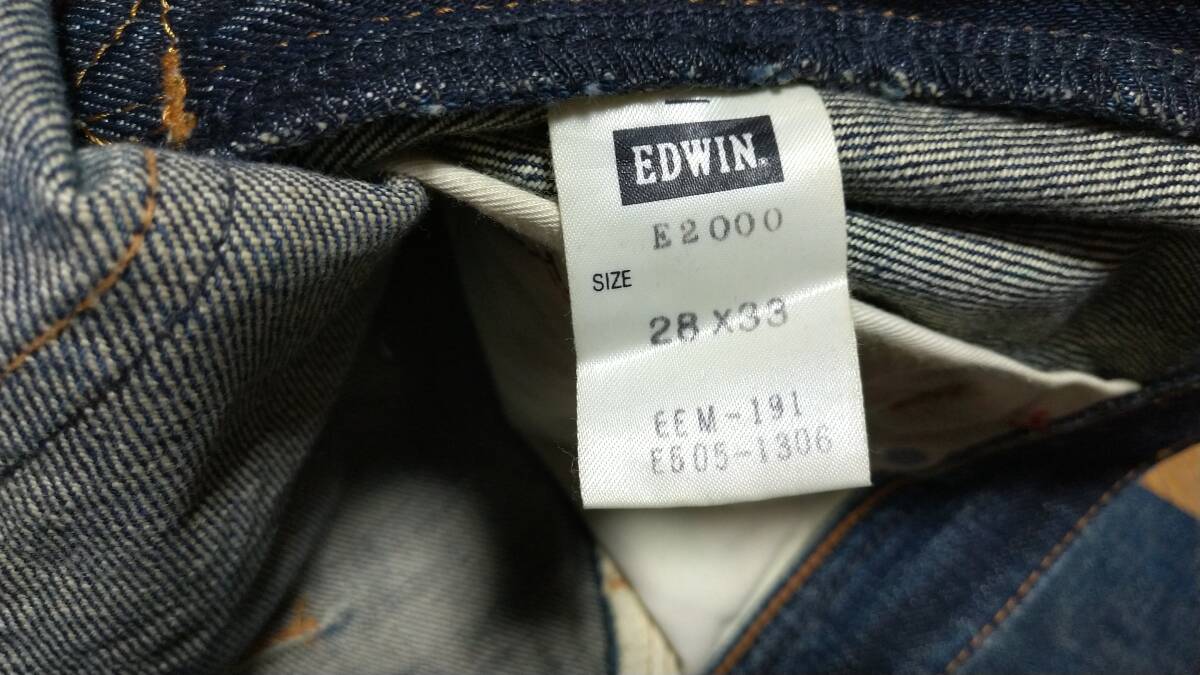 EDWIN
E2000
SIZE
28 X33
EEM-191
E605-1306